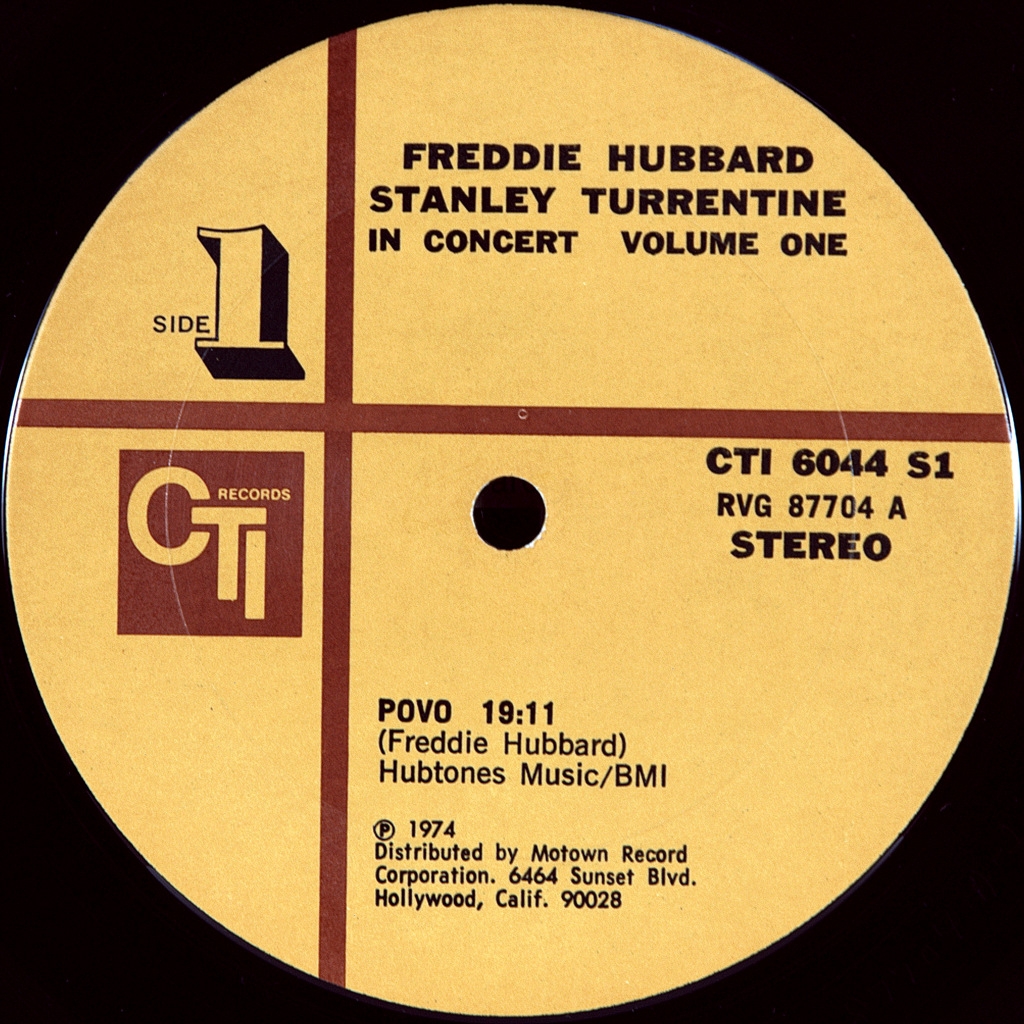 FREDDIE HUBBARD
STANLEY TURRENTINE
IN CONCERT VOLUME ONE
SIDE 1
CTI RECORDS
CTI 6044 S1
RVG 87704 A
STEREO
POVO 19:11
(Freddie Hubbard)
Hubtones Music/BMI
℗ 1974
Distributed by Motown Record
Corporation. 6464 Sunset Blvd.
Hollywood, Calif. 90028